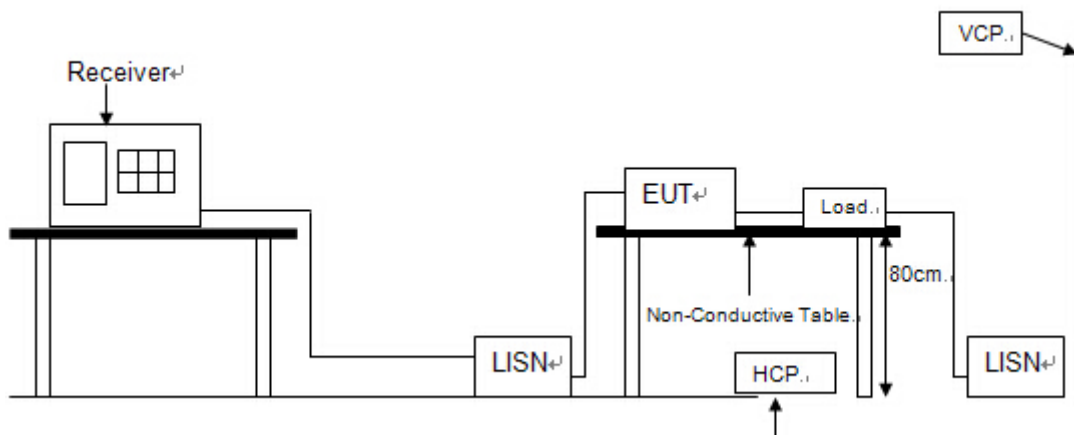 VCP.
Receiver
EUT
Load.
80cm.
Non-Conductive Table.
LISN
HCP.
LISN